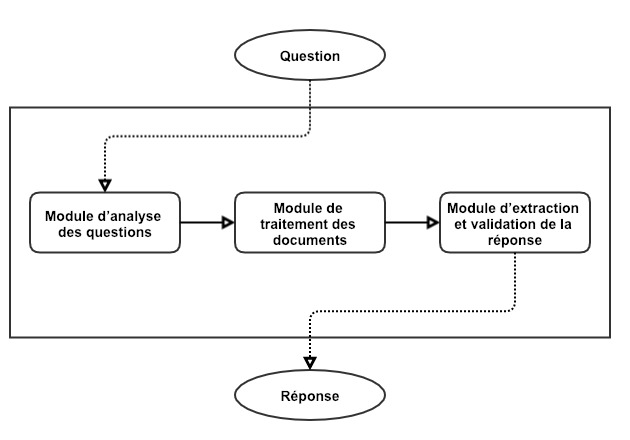 Question
Module d'analyse
des questions
Module de
traitement des
documents
Module d'extraction
et validation de la
réponse
Réponse